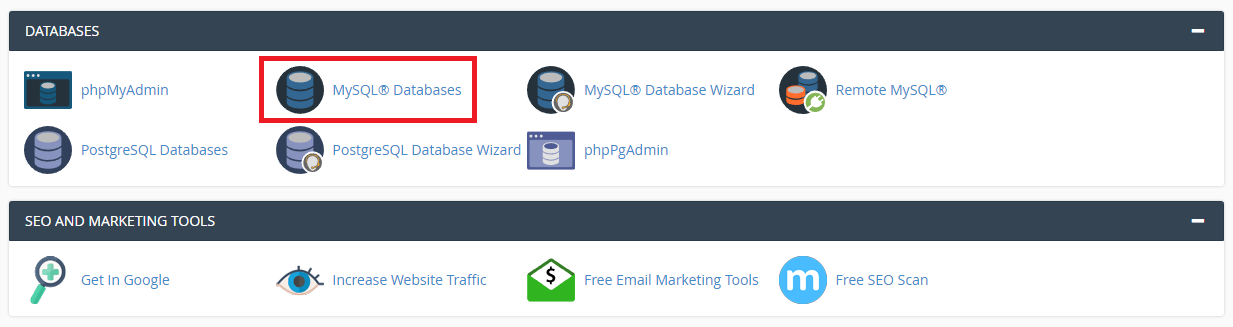 DATABASES
phpMyAdmin MySQL® Databases MySQL® Database Wizard Remote MySQL®
PostgreSQL Databases PostgreSQL Database Wizard phpPgAdmin
SEO AND MARKETING TOOLS
Get In Google Increase Website Traffic $ Free Email Marketing Tools m Free SEO Scan